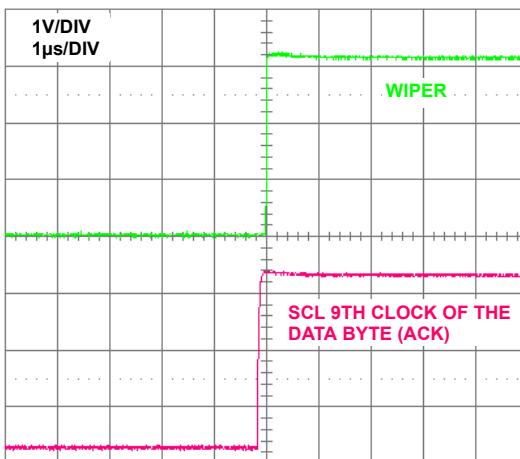 1V/DIV
1µs/DIV
WIPER
SCL 9TH CLOCK OF THE
DATA BYTE (ACK)